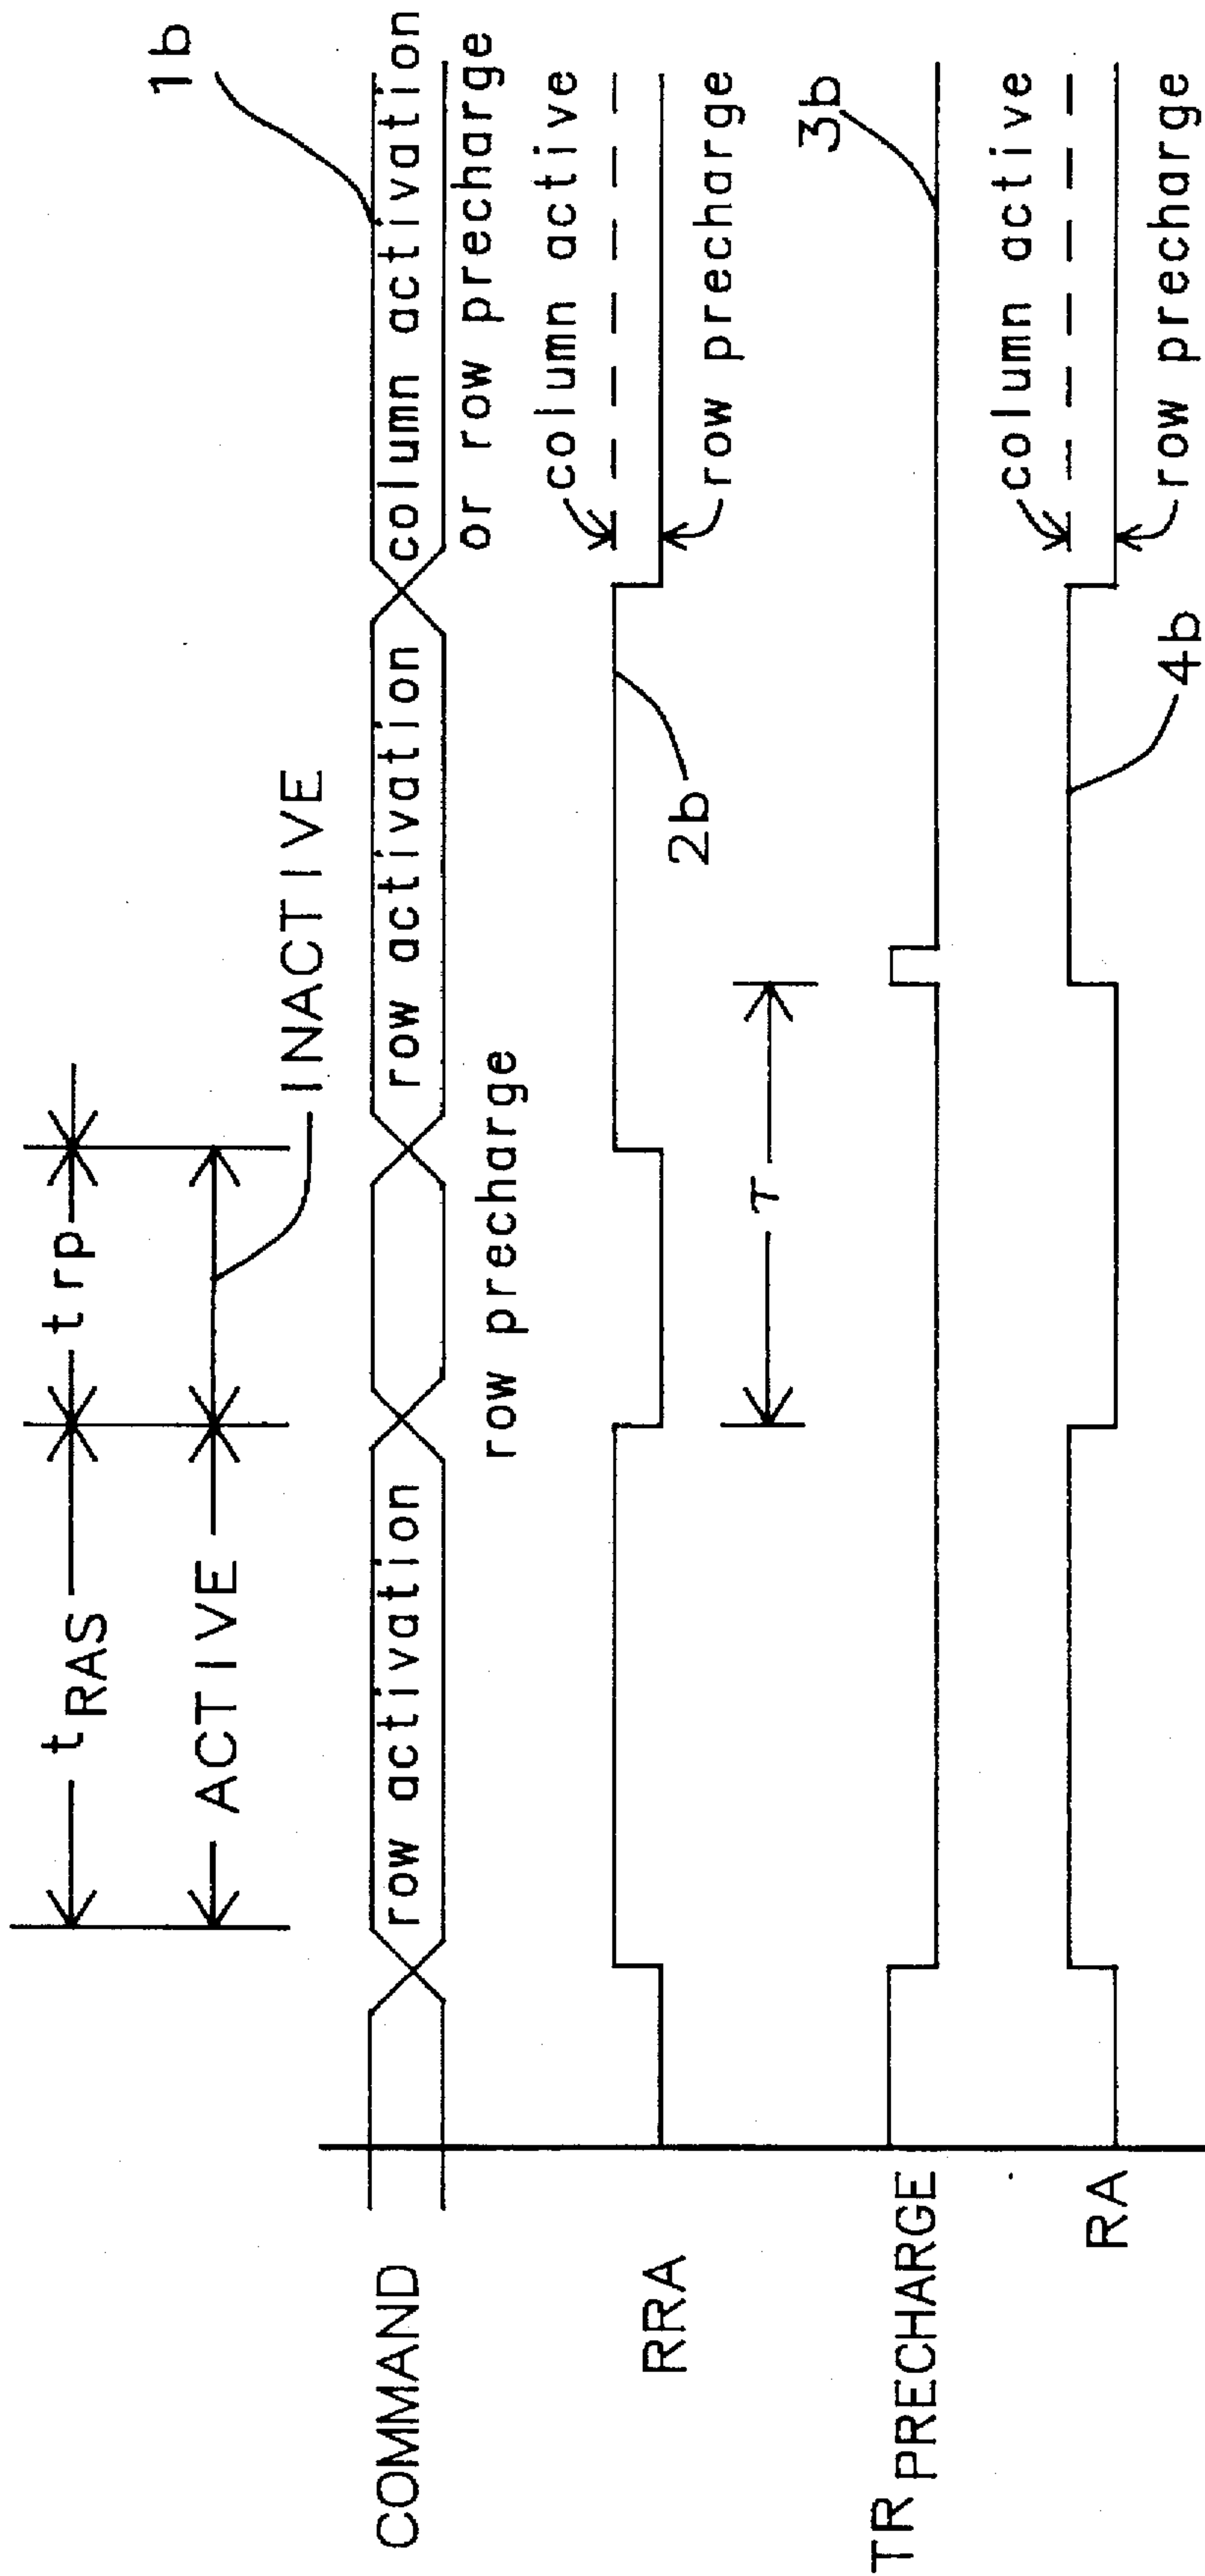 t RAS
trp
ACTIVE
INACTIVE
1b
COMMAND
row activation
row precharge
row activation
column activation
or row precharge
RRA
2b
column active
row precharge
τ
TR PRECHARGE
3b
RA
4b
column active
row precharge